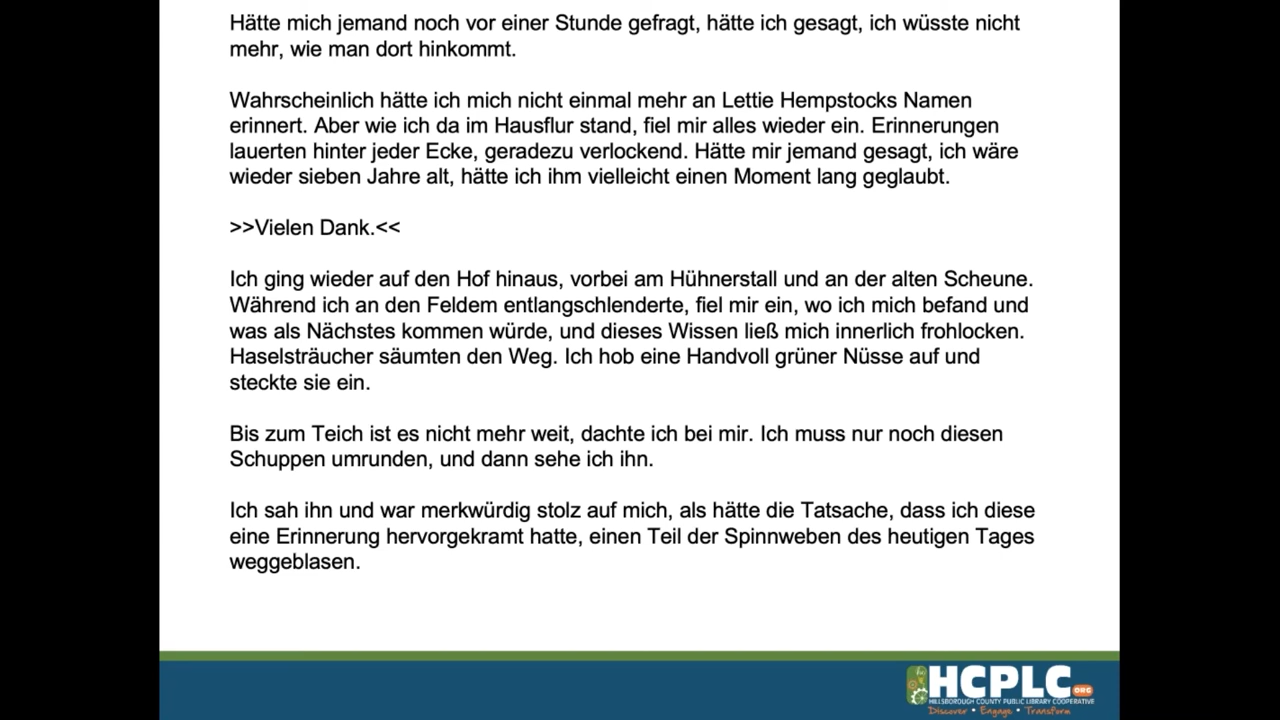 Hätte mich jemand noch vor einer Stunde gefragt, hätte ich gesagt, ich wüsste nicht
mehr, wie man dort hinkommt.
Wahrscheinlich hätte ich mich nicht einmal mehr an Lettie Hempstocks Namen
erinnert. Aber wie ich da im Hausflur stand, fiel mir alles wieder ein. Erinnerungen
lauerten hinter jeder Ecke, geradezu verlockend. Hätte mir jemand gesagt, ich wäre
wieder sieben Jahre alt, hätte ich ihm vielleicht einen Moment lang geglaubt.
>>Vielen Dank.<<
Ich ging wieder auf den Hof hinaus, vorbei am Hühnerstall und an der alten Scheune.
Während ich an den Feldem entlangschlenderte, fiel mir ein, wo ich mich befand und
was als Nächstes kommen würde, und dieses Wissen ließ mich innerlich frohlocken.
Haselsträucher säumten den Weg. Ich hob eine Handvoll grüner Nüsse auf und
steckte sie ein.
Bis zum Teich ist es nicht mehr weit, dachte ich bei mir. Ich muss nur noch diesen
Schuppen umrunden, und dann sehe ich ihn.
Ich sah ihn und war merkwürdig stolz auf mich, als hätte die Tatsache, dass ich diese
eine Erinnerung hervorgekramt hatte, einen Teil der Spinnweben des heutigen Tages
weggeblasen.
HCPLC.ORG
HILLSBOROUGH COUNTY PUBLIC LIBRARY COOPERATIVE
Discover • Engage • Transform